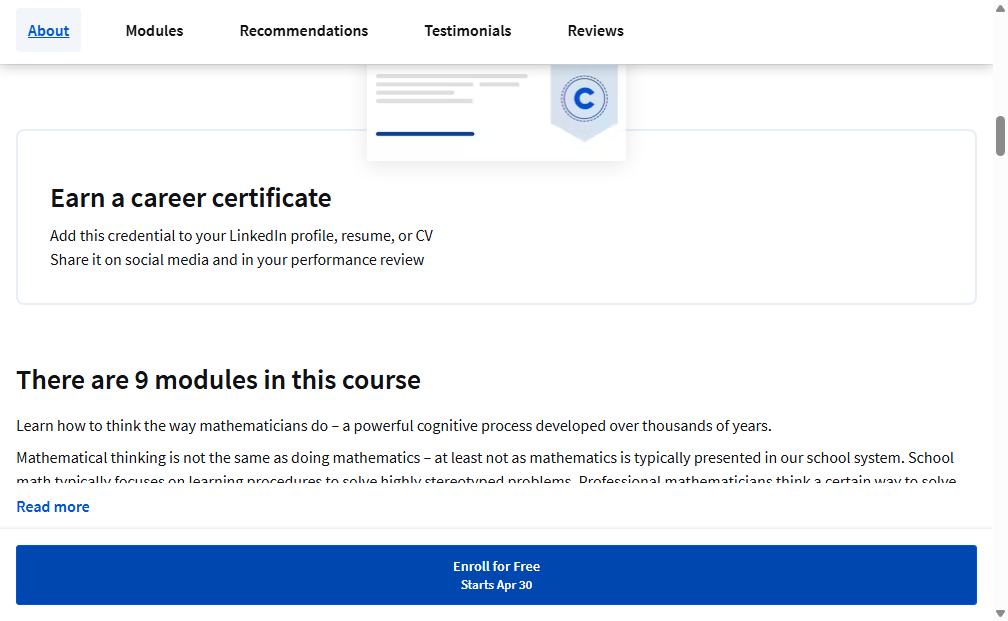 About
Modules
Recommendations
Testimonials
Reviews
C
Earn a career certificate
Add this credential to your LinkedIn profile, resume, or CV
Share it on social media and in your performance review
There are 9 modules in this course
Learn how to think the way mathematicians do – a powerful cognitive process developed over thousands of years.
Mathematical thinking is not the same as doing mathematics – at least not as mathematics is typically presented in our school system. School
math typically focuses on learning procedures to solve highly stereotyped problems. Professional mathematicians think a certain way to solve
Read more
Enroll for Free
Starts Apr 30